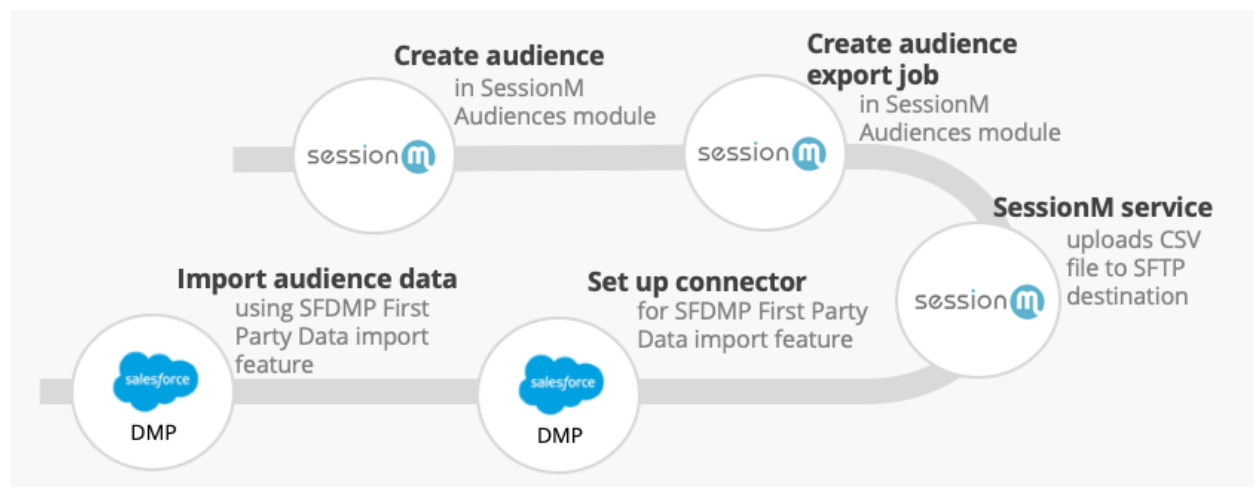 Create audience
in SessionM
Audiences module
session m
Create audience
export job
in SessionM
Audiences module
session m
SessionM service
uploads CSV
file to SFTP
destination
session m
Set up connector
for SFDMP First Party
Data import feature
salesforce
DMP
Import audience data
using SFDMP First
Party Data import
feature
salesforce
DMP